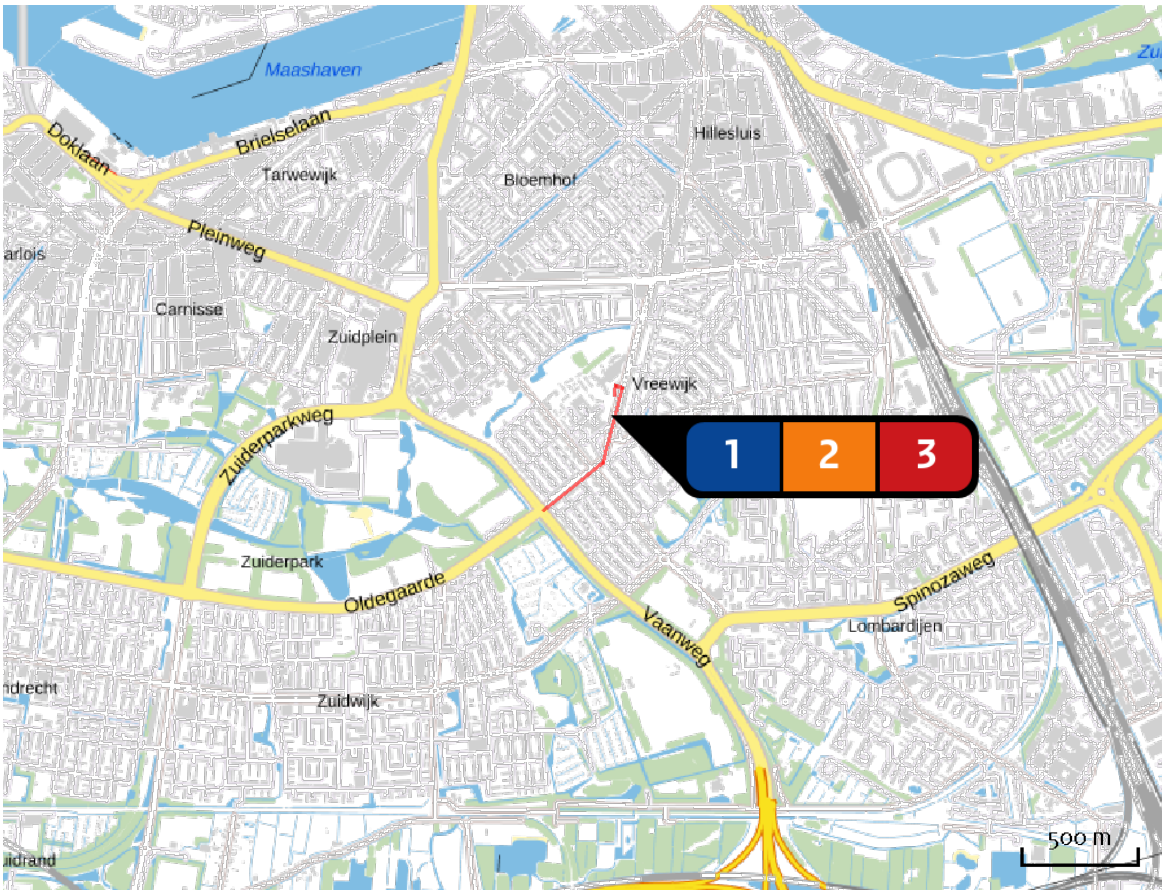 Maashaven
Zui
Doklaan
Brielselaan
Hillesluis
Tarwewijk
Bloemhof
Pleinweg
arlois
Carnisse
Zuidplein
Vreewijk
Zuiderparkweg
1 2 3
Zuiderpark
Oldegaarde
Spinozaweg
Vaanweg
Lombardijen
ndrecht
Zuidwijk
500 m
uidrand